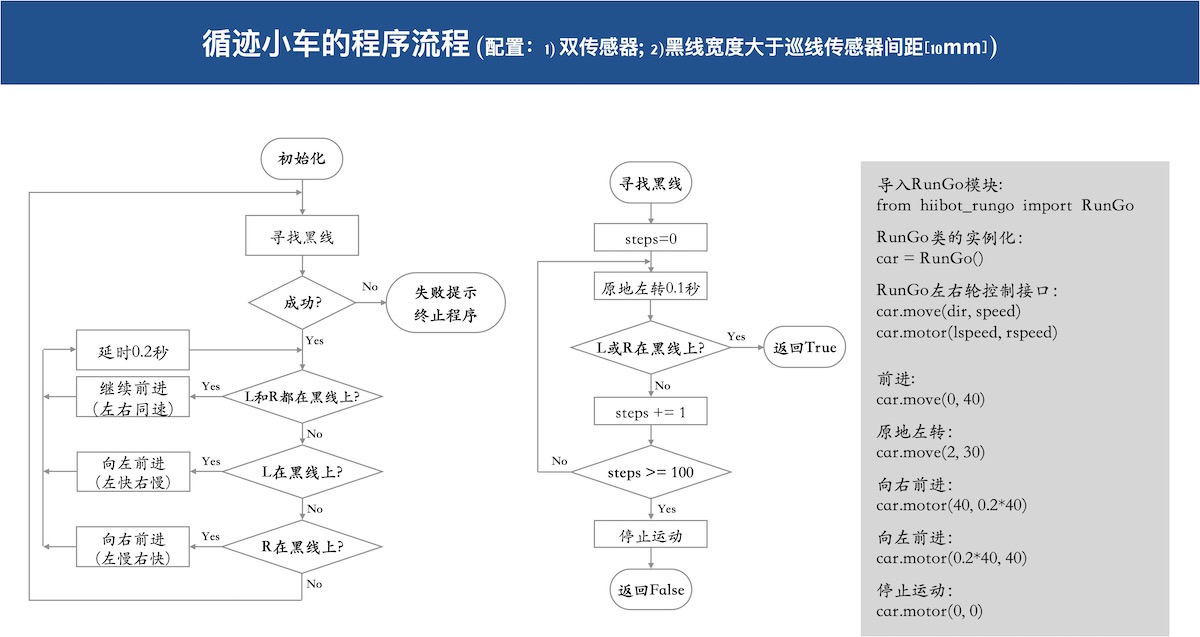 循迹小车的程序流程 (配置：1) 双传感器; 2)黑线宽度大于巡线传感器间距[10mm])
初始化
寻找黑线
成功?
No
失败提示
终止程序
Yes
延时0.2秒
L和R都在黑线上?
Yes
继续前进
(左右同速)
No
L在黑线上?
Yes
向左前进
(左快右慢)
No
R在黑线上?
Yes
向右前进
(左慢右快)
No
寻找黑线
steps=0
原地左转0.1秒
L或R在黑线上?
Yes
返回True
No
steps += 1
steps >= 100
No
Yes
停止运动
返回False
导入RunGo模块:
from hiibot_rungo import RunGo
RunGo类的实例化:
car = RunGo()
RunGo左右轮控制接口:
car.move(dir, speed)
car.motor(lspeed, rspeed)
前进:
car.move(0, 40)
原地左转:
car.move(2, 30)
向右前进:
car.motor(40, 0.2*40)
向左前进:
car.motor(0.2*40, 40)
停止运动:
car.motor(0, 0)